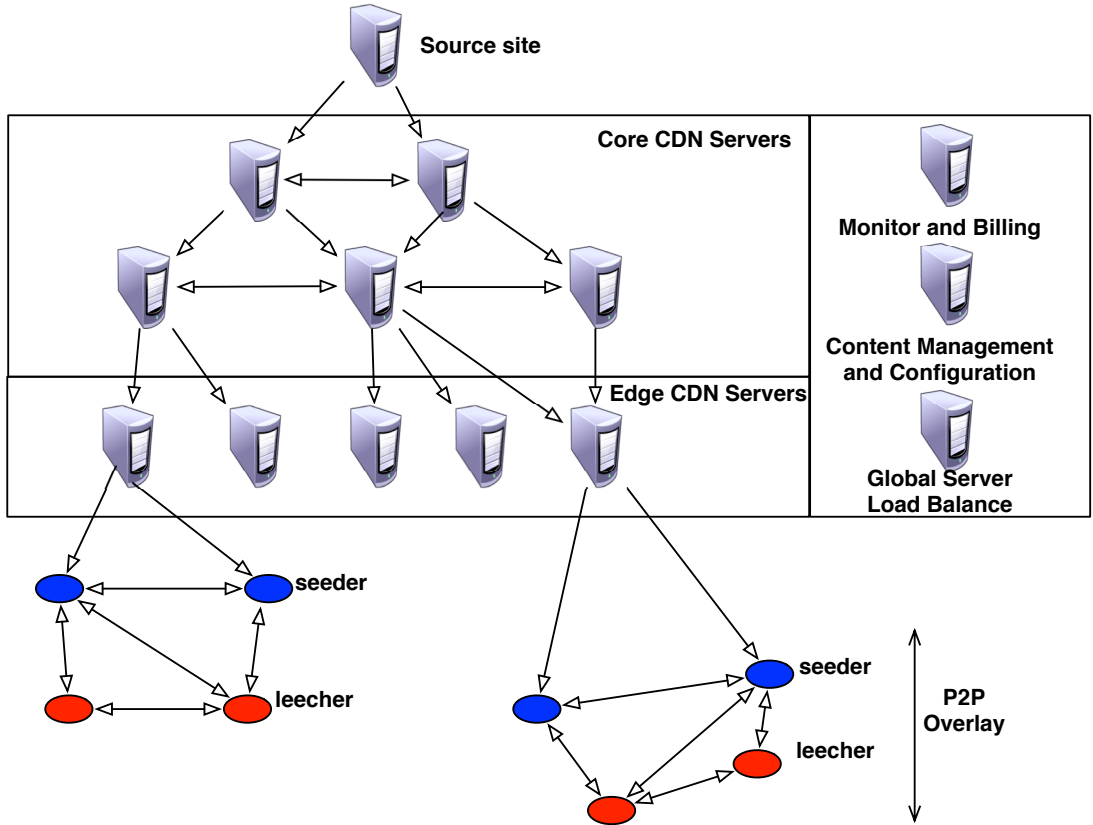 Source site
Core CDN Servers
Monitor and Billing
Content Management
and Configuration
Edge CDN Servers
Global Server
Load Balance
seeder
leecher
seeder
leecher
P2P
Overlay